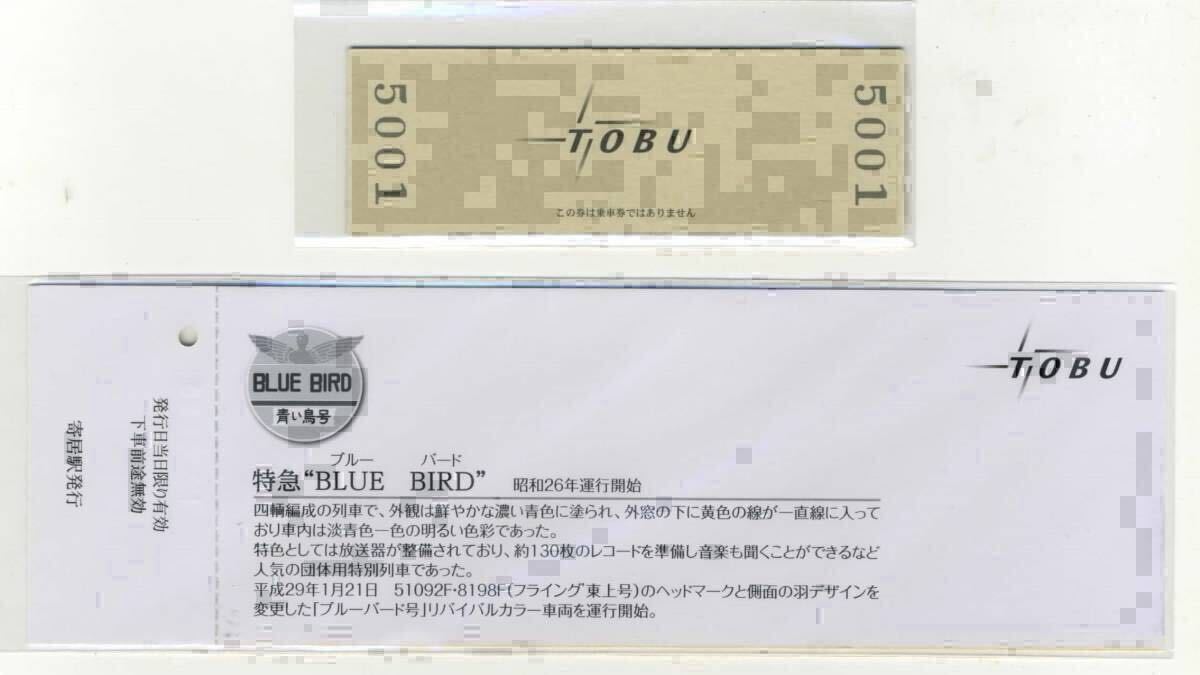 5001
TOBU
5001
この券は乗車券ではありません
BLUE BIRD
青い鳥号
TOBU
発行日当日限り有効
下車前途無効
寄居駅発行
ブルー バード
特急“BLUE BIRD” 昭和26年運行開始
四輌編成の列車で、外観は鮮やかな濃い青色に塗られ、外窓の下に黄色の線が一直線に入って
おり車内は淡青色一色の明るい色彩であった。
特色としては放送器が整備されており、約130枚のレコードを準備し音楽も聞くことができるなど
人気の団体用特別列車であった。
平成29年1月21日 51092F・8198F(フライング東上号)のヘッドマークと側面の羽デザインを
変更した「ブルーバード号」リバイバルカラー車両を運行開始。